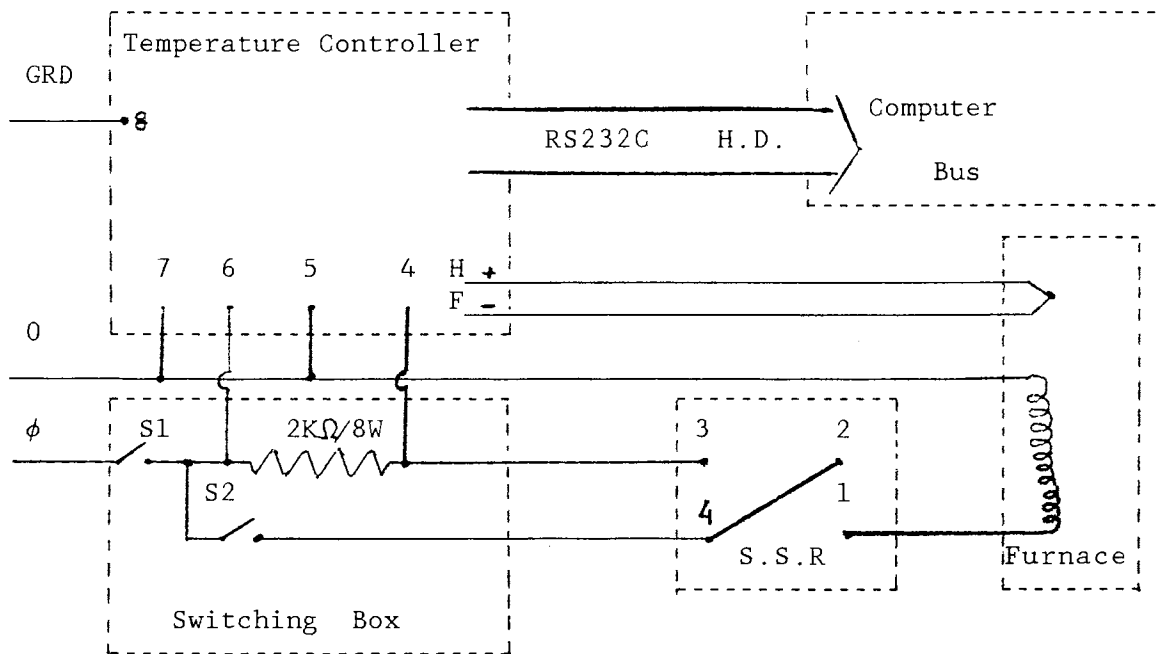 Temperature Controller
GRD
8
Computer
RS232C H.D.
Bus
7 6 5 4 H +
F -
0
ϕ S1 2KΩ/8W 3 2
S2 4 1
S.S.R
Furnace
Switching Box